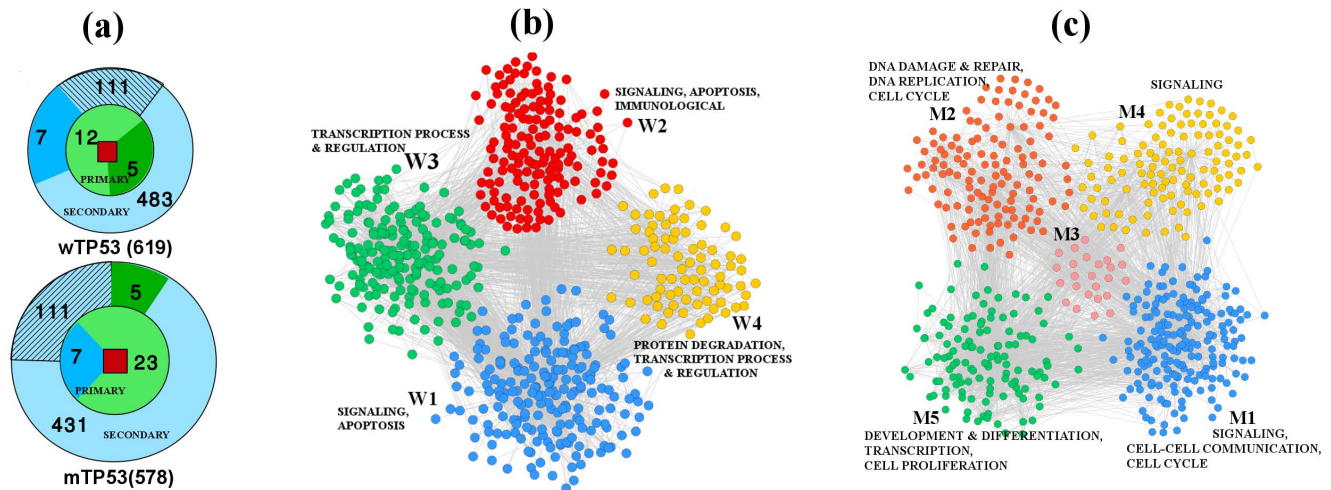 (a)
111
7
12
5
PRIMARY
SECONDARY
483
wTP53 (619)
111
5
7
23
PRIMARY
431
SECONDARY
mTP53(578)
(b)
SIGNALING, APOPTOSIS,
IMMUNOLOGICAL
W2
TRANSCRIPTION PROCESS
& REGULATION
W3
W4
PROTEIN DEGRADATION,
TRANSCRIPTION PROCESS
& REGULATION
W1
SIGNALING,
APOPTOSIS
(c)
DNA DAMAGE & REPAIR,
DNA REPLICATION,
CELL CYCLE
M2
SIGNALING
M4
M3
M5
DEVELOPMENT & DIFFERENTIATION,
TRANSCRIPTION,
CELL PROLIFERATION
M1
SIGNALING,
CELL-CELL COMMUNICATION,
CELL CYCLE